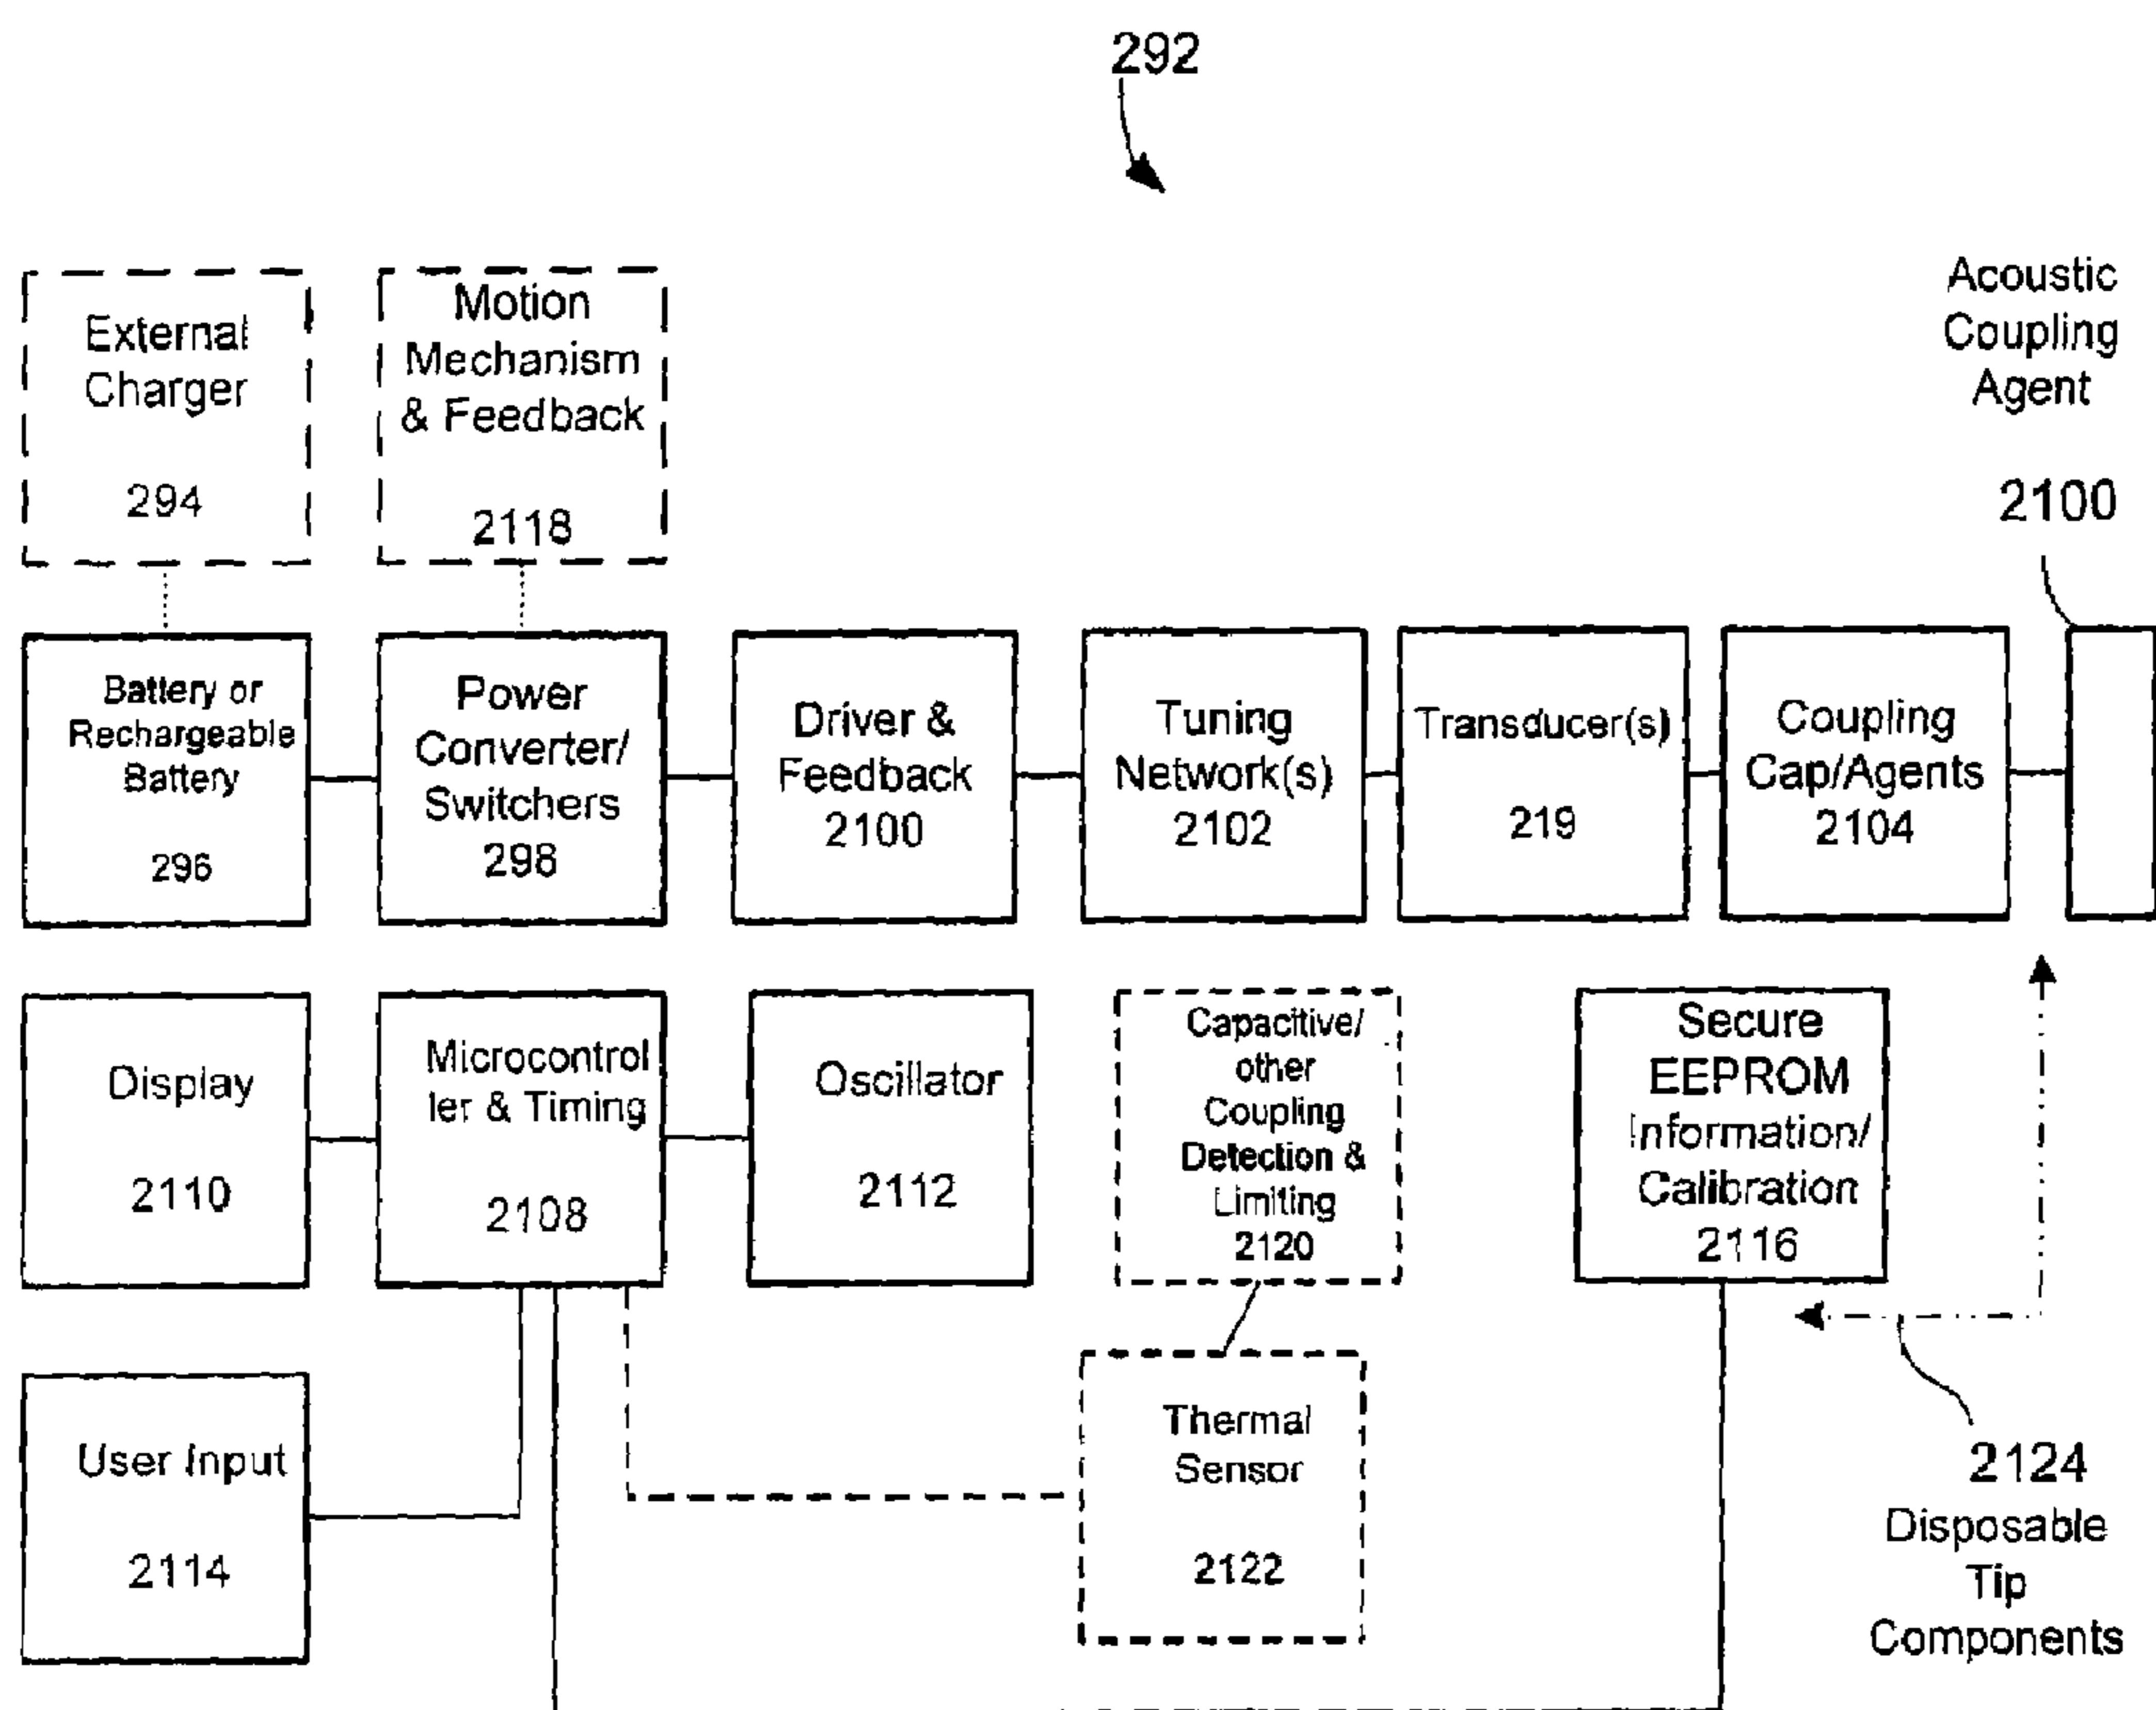 292
External
Charger
294
Motion
Mechanism
& Feedback
2118
Acoustic
Coupling
Agent
2100
Battery or
Rechargeable
Battery
296
Power
Converter/
Switchers
298
Driver &
Feedback
2100
Tuning
Network(s)
2102
Transducer(s)
219
Coupling
Cap/Agents
2104
Display
2110
Microcontrol
ler & Timing
2108
Oscillator
2112
Capacitive/
other
Coupling
Detection &
Limiting
2120
Secure
EEPROM
Information/
Calibration
2116
User Input
2114
Thermal
Sensor
2122
2124
Disposable
Tip
Components